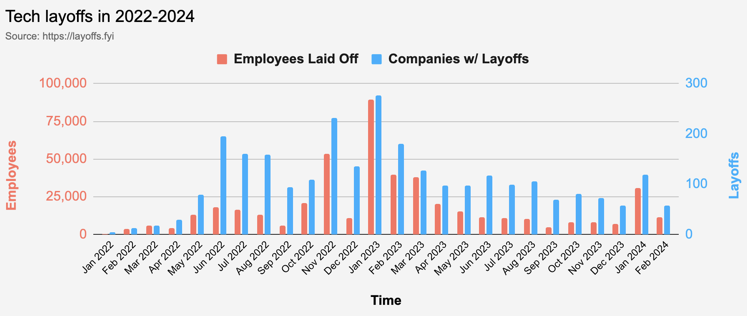 Tech layoffs in 2022-2024
Source: https://layoffs.fyi
Employees Laid Off
Companies w/ Layoffs
100,000
75,000
50,000
25,000
0
Employees
300
200
100
0
Layoffs
Jan 2022
Feb 2022
Mar 2022
Apr 2022
May 2022
Jun 2022
Jul 2022
Aug 2022
Sep 2022
Oct 2022
Nov 2022
Dec 2022
Jan 2023
Feb 2023
Mar 2023
Apr 2023
May 2023
Jun 2023
Jul 2023
Aug 2023
Sep 2023
Oct 2023
Nov 2023
Dec 2023
Jan 2024
Feb 2024
Time